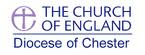 THE CHURCH
OF ENGLAND
Diocese of Chester